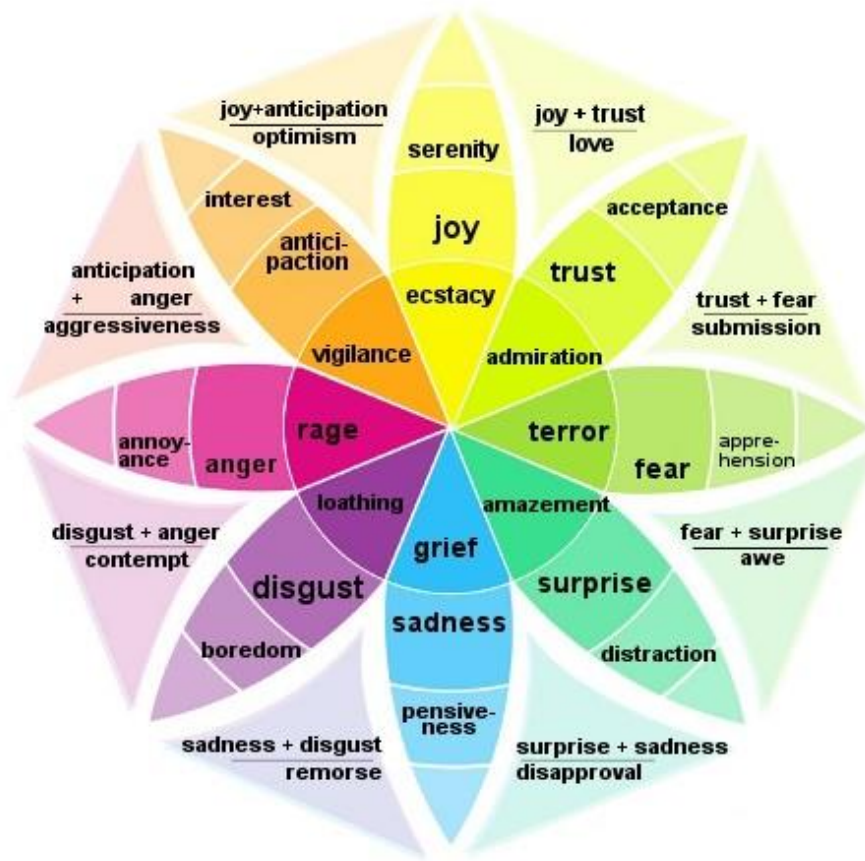 joy+anticipation
optimism
joy + trust
love
serenity
interest
acceptance
antici-
paction
joy
trust
anticipation
+ anger
aggressiveness
ecstacy
trust + fear
submission
vigilance
admiration
annoy-
ance
anger
rage
terror
fear
appre-
hension
loathing
amazement
disgust + anger
contempt
grief
fear + surprise
awe
disgust
surprise
sadness
boredom
distraction
pensive-
ness
sadness + disgust
remorse
surprise + sadness
disapproval